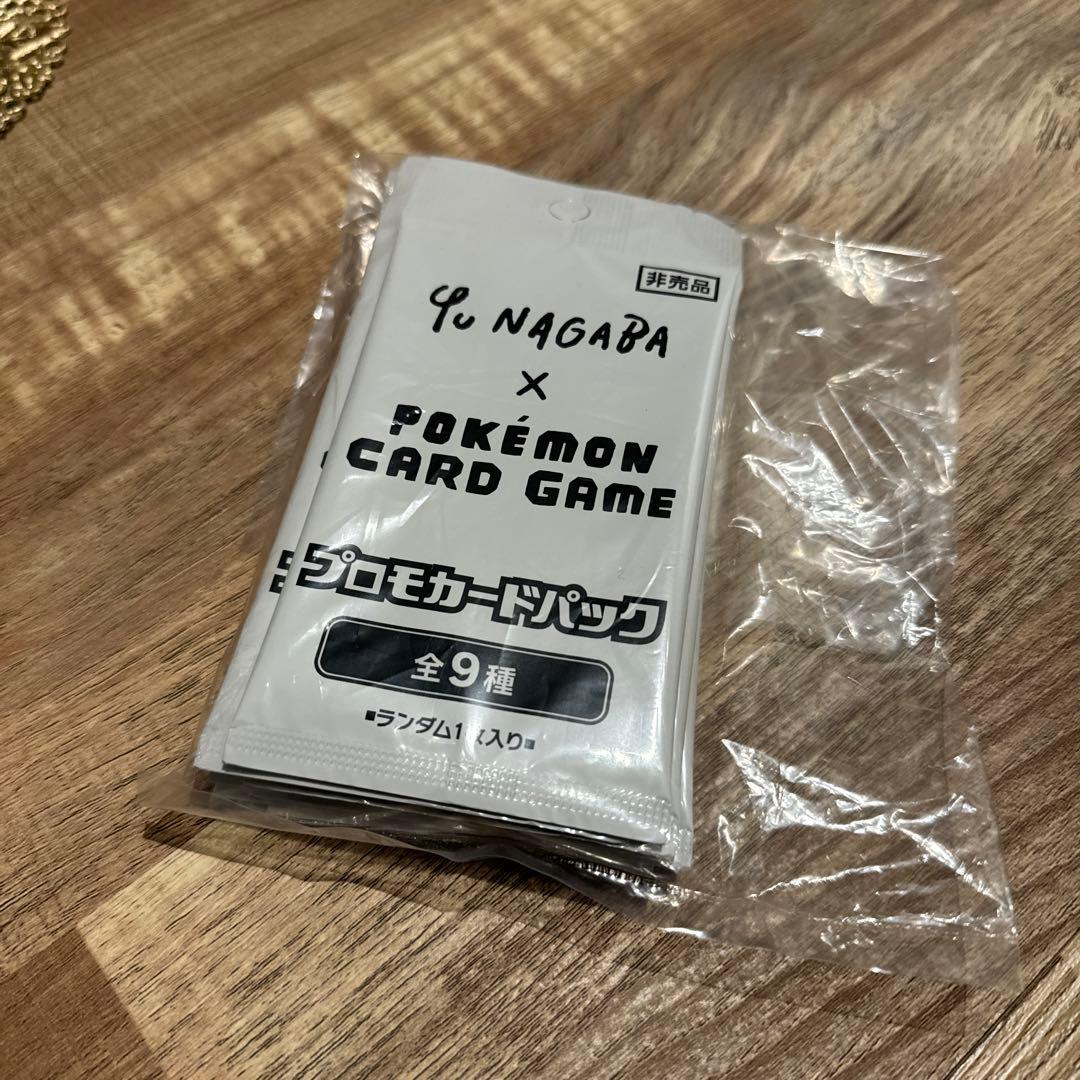 非売品
Yu NAGABA
×
POKÉMON
CARD GAME
プロモカードパック
全9種
▪ランダム1枚入り▪